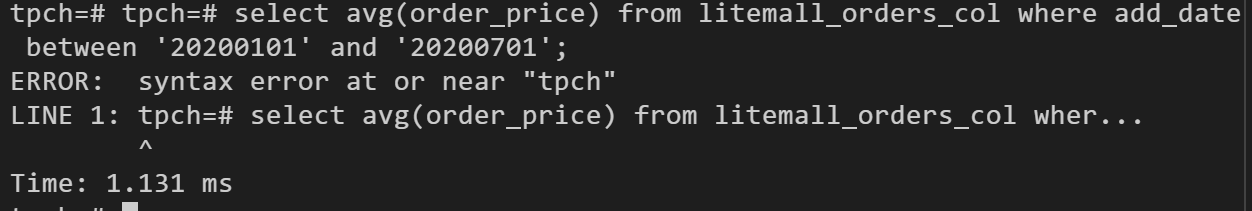 tpch=# tpch=# select avg(order_price) from litemall_orders_col where add_date
 between '20200101' and '20200701';
ERROR:  syntax error at or near "tpch"
LINE 1: tpch=# select avg(order_price) from litemall_orders_col wher...
        ^
Time: 1.131 ms